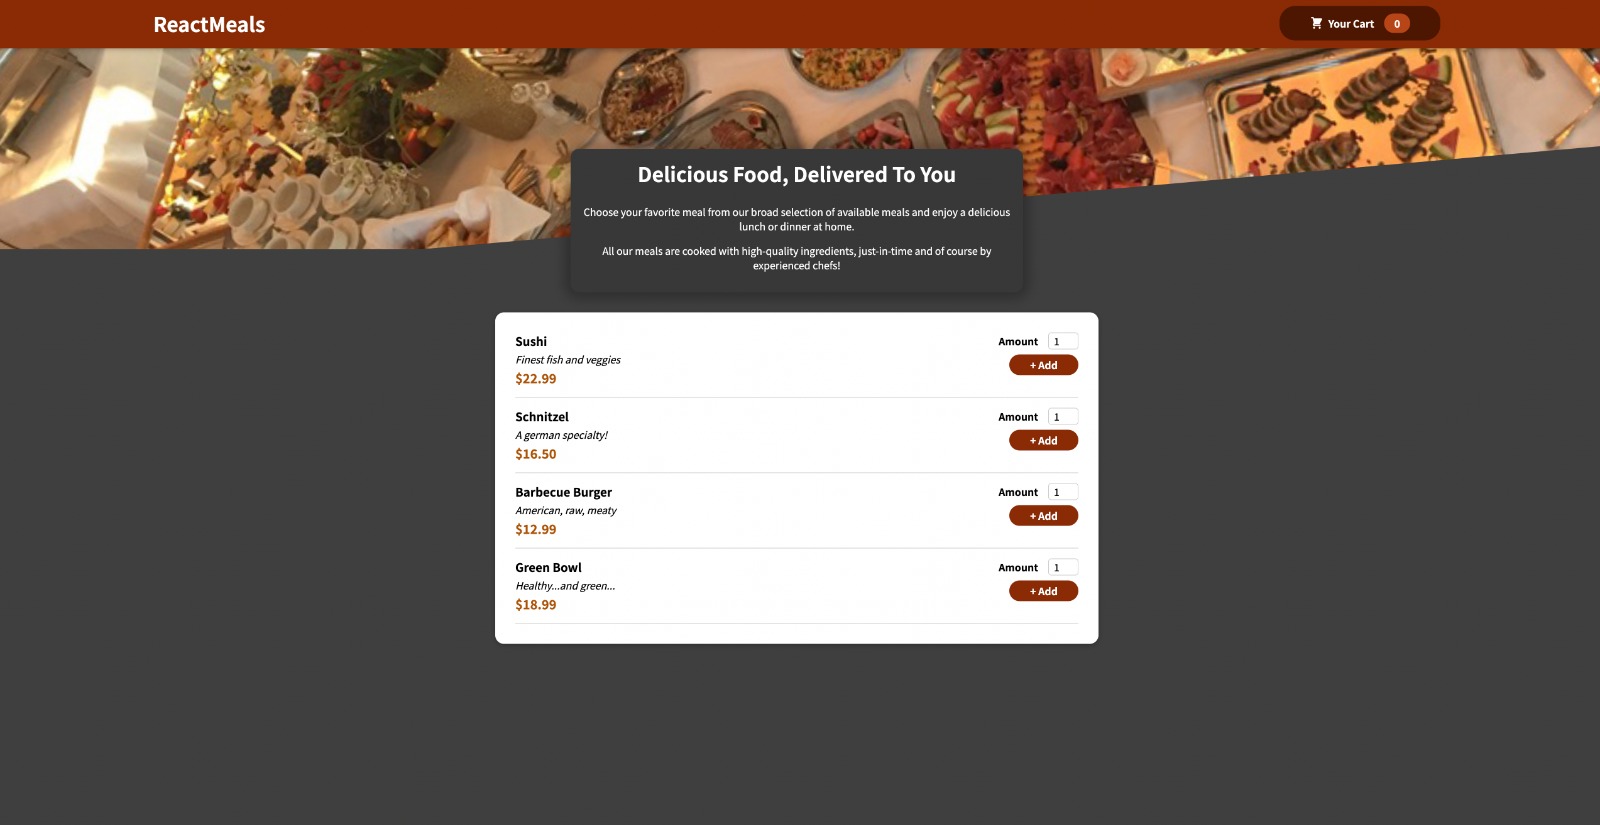 ReactMeals
Your Cart 0
Delicious Food, Delivered To You
Choose your favorite meal from our broad selection of available meals and enjoy a delicious
lunch or dinner at home.
All our meals are cooked with high-quality ingredients, just-in-time and of course by
experienced chefs!
Sushi
Finest fish and veggies
$22.99
Amount 1
+ Add
Schnitzel
A german specialty!
$16.50
Amount 1
+ Add
Barbecue Burger
American, raw, meaty
$12.99
Amount 1
+ Add
Green Bowl
Healthy...and green...
$18.99
Amount 1
+ Add